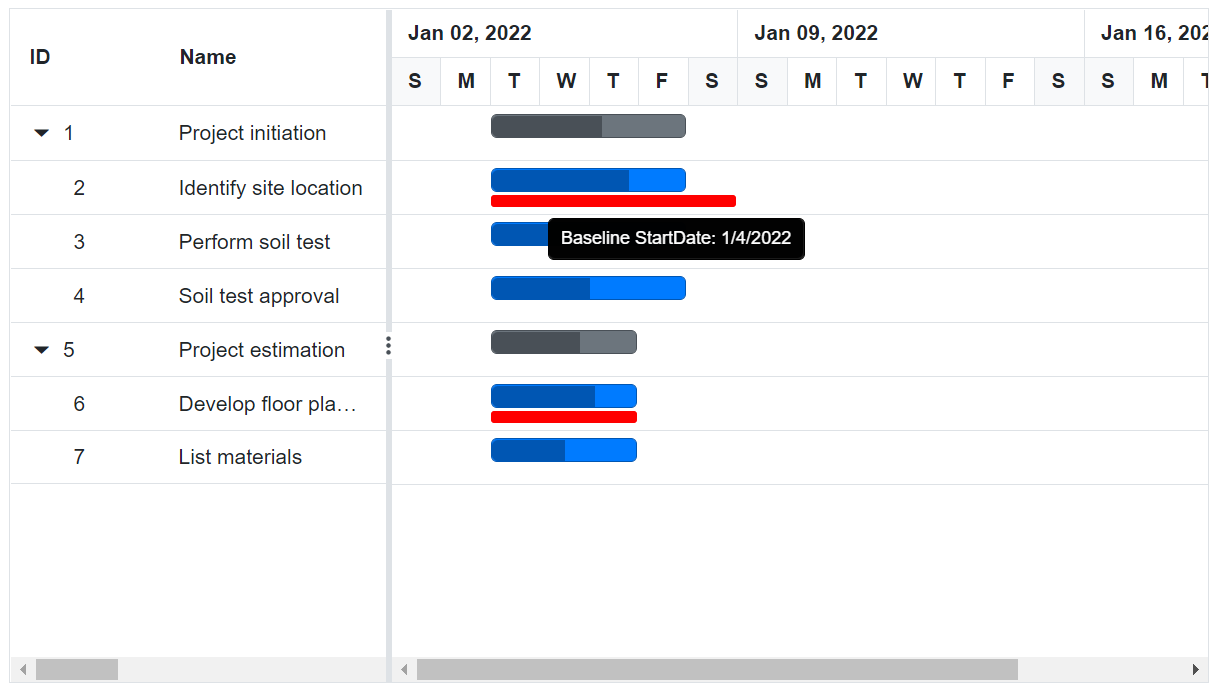 ID Name
Jan 02, 2022 Jan 09, 2022 Jan 16, 202
S M T W T F S S M T W T F S S M T
1 Project initiation
2 Identify site location
3 Perform soil test
Baseline StartDate: 1/4/2022
4 Soil test approval
5 Project estimation
6 Develop floor pla…
7 List materials